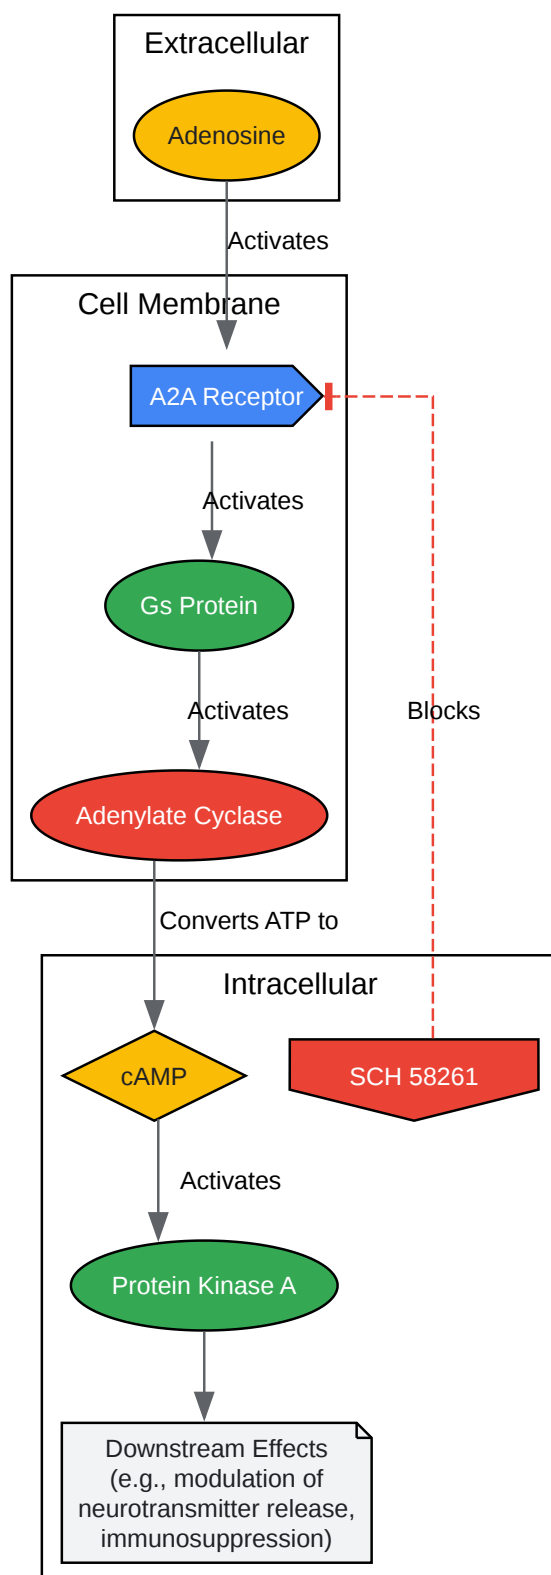 Extracellular
Adenosine
Activates
Cell Membrane
A2A Receptor
Activates
Gs Protein
Activates
Blocks
Adenylate Cyclase
Converts ATP to
Intracellular
cAMP
SCH 58261
Activates
Protein Kinase A
Downstream Effects
(e.g., modulation of
neurotransmitter release,
immunosuppression)